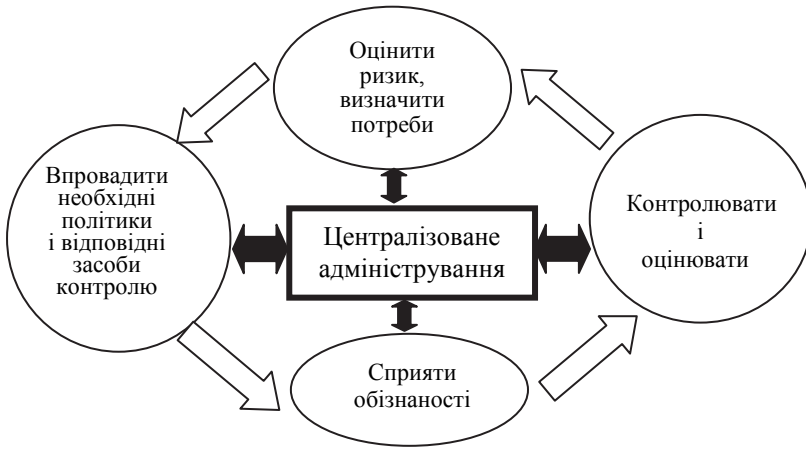 Оцінити
ризик,
визначити
потреби
Впровадити
необхідні
політики
і відповідні
засоби
контролю
Централізоване
адміністрування
Контролювати
і
оцінювати
Сприяти
обізнаності